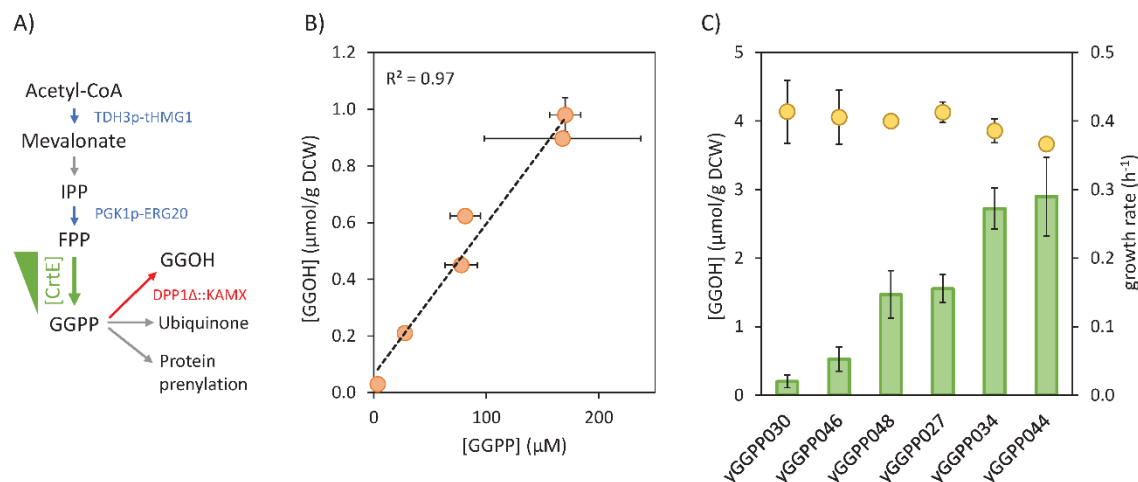 A)
Acetyl-CoA
TDH3p-tHMG1
Mevalonate
IPP
PGK1p-ERG20
FPP
[CrtE]
GGOH
DPP1Δ::KAMX
GGPP
Ubiquinone
Protein
prenylation
B)
R² = 0.97
[GGOH] (μmol/g DCW)
1.2
1.0
0.8
0.6
0.4
0.2
0.0
0
100
200
[GGPP] (μM)
C)
[GGOH] (μmol/g DCW)
5
4
3
2
1
0
0.5
0.4
0.3
0.2
0.1
0.0
growth rate (h⁻¹)
yGGPP030
yGGPP046
yGGPP048
yGGPP027
yGGPP034
yGGPP044